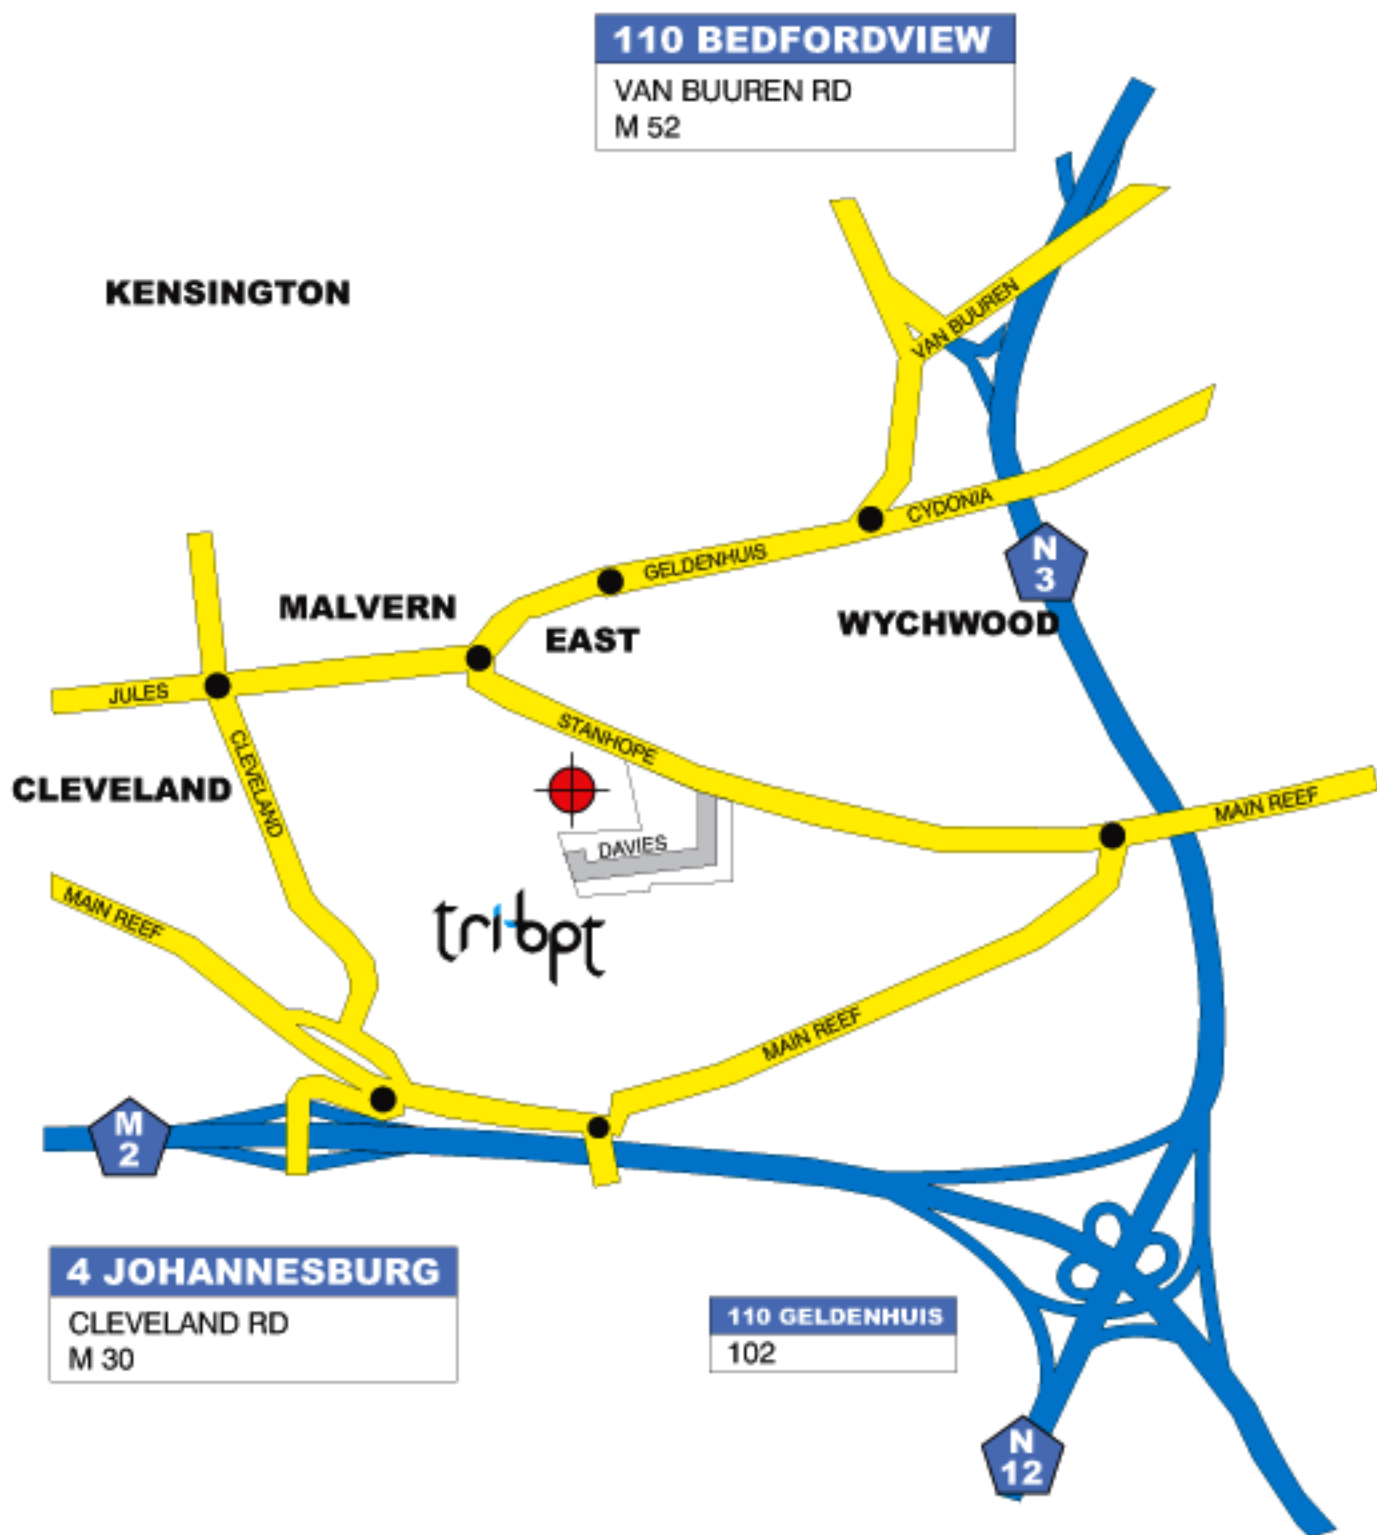 110 BEDFORDVIEW
VAN BUUREN RD
M 52
KENSINGTON
VAN BUUREN
CYDONIA
GELDENHUIS
N
3
MALVERN
EAST
WYCHWOOD
JULES
STANHOPE
CLEVELAND
CLEVELAND
MAIN REEF
DAVIES
MAIN REEF
tri-bpt
MAIN REEF
M
2
4 JOHANNESBURG
CLEVELAND RD
M 30
110 GELDENHUIS
102
N
12